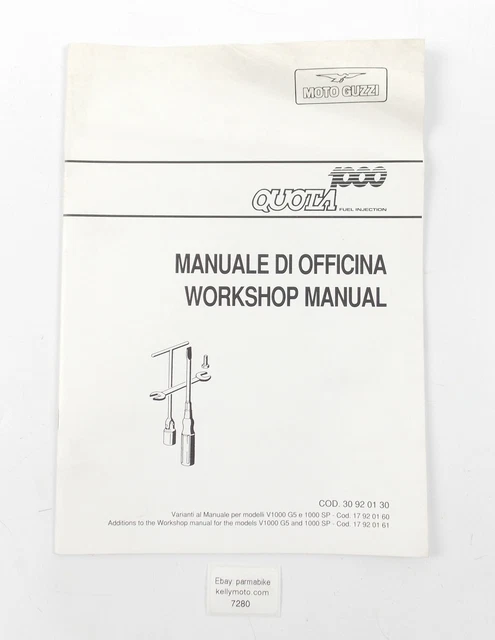 MOTO GUZZI
1000
QUOTA FUEL INJECTION
MANUALE DI OFFICINA
WORKSHOP MANUAL
COD. 30 92 01 30
Varianti al Manuale per modelli V1000 G5 e 1000 SP - Cod. 17 92 01 60
Additions to the Workshop manual for the models V1000 G5 and 1000 SP - Cod. 17 92 01 61
Ebay: parmabike
kellymoto.com
7280